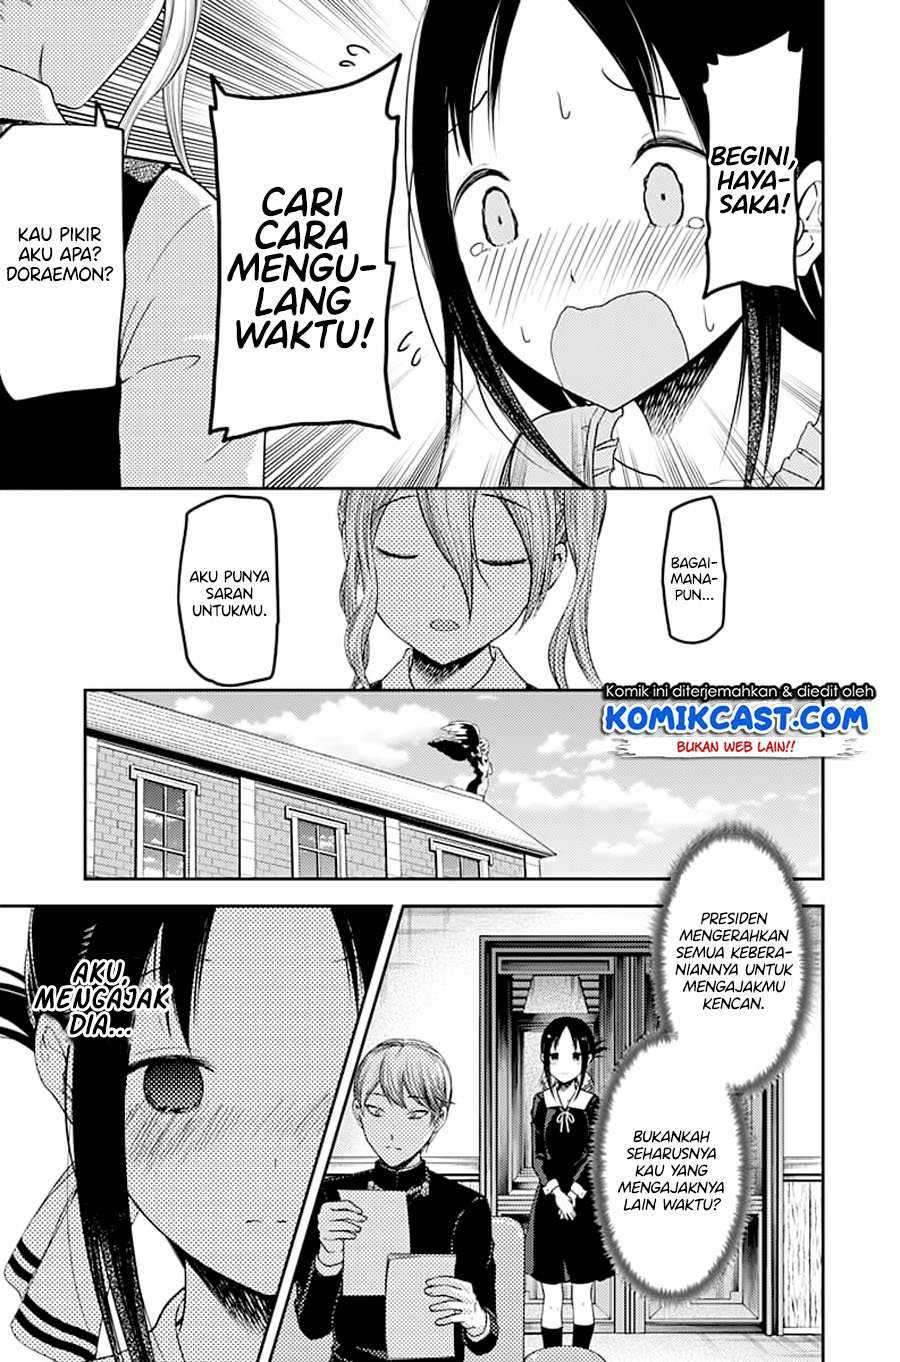 BEGINI,
HAYA-
SAKA!
CARI
CARA
MENGU-
LANG
WAKTU!
KAU PIKIR
AKU APA?
DORAEMON?
BAGAI-
MANA-
PUN...
AKU PUNYA
SARAN
UNTUKMU.
Komik ini diterjemahkan & diedit oleh
KOMIKCAST.COM
BUKAN WEB LAIN!!
PRESIDEN
MENGERAHKAN
SEMUA KEBERA-
NIANNYA UNTUK
MENGAJAKMU
KENCAN.
BUKANKAH
SEHARUSNYA
KAU YANG
MENGAJAKNYA
LAIN WAKTU?
AKU,
MENGAJAK
DIA...